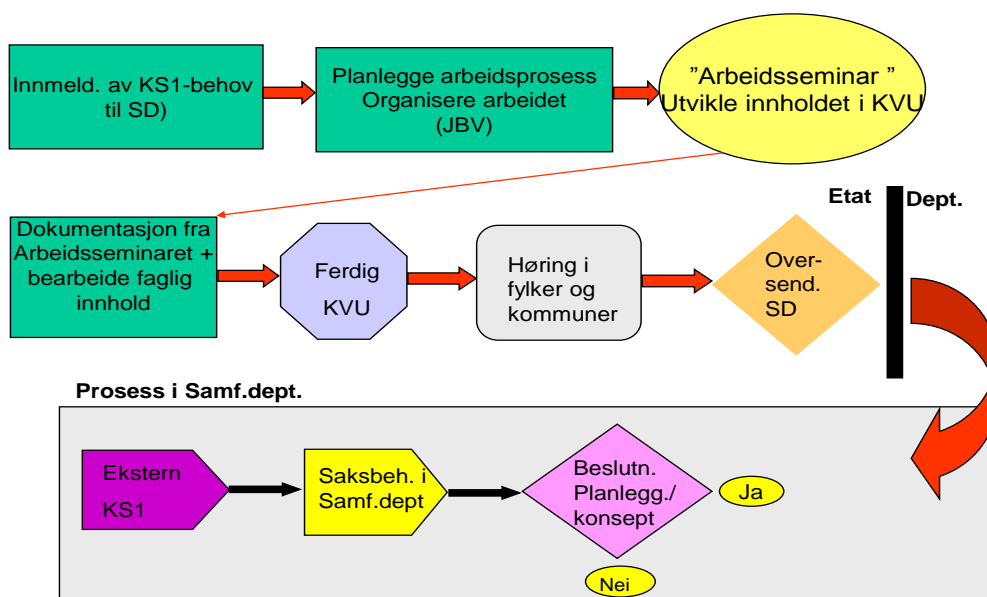 Innmeld. av KS1-behov
til SD)
Planlegge arbeidsprosess
Organisere arbeidet
(JBV)
”Arbeidsseminar ”
Utvikle innholdet i KVU
Dokumentasjon fra
Arbeidsseminaret +
bearbeide faglig
innhold
Ferdig
KVU
Høring i
fylker og
kommuner
Over-
send.
SD
Etat
Dept.
Prosess i Samf.dept.
Ekstern
KS1
Saksbeh. i
Samf.dept
Beslutn.
Planlegg./
konsept
Ja
Nei